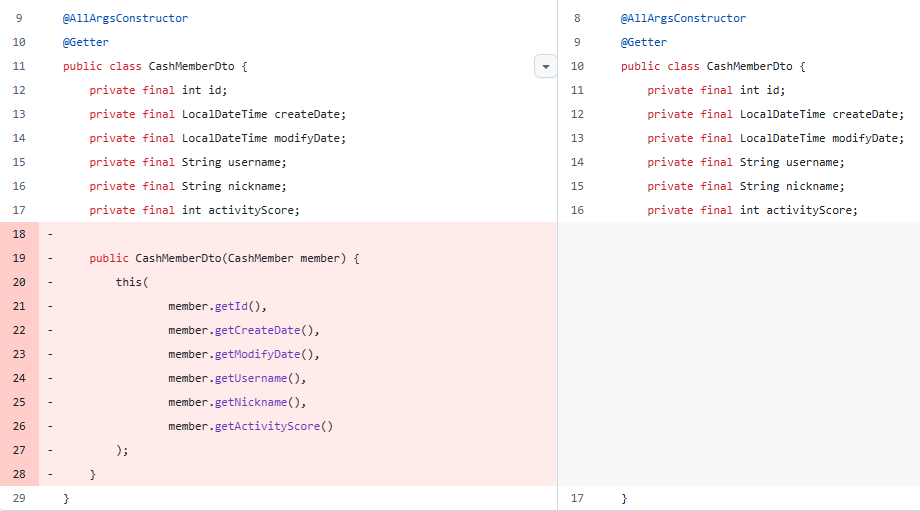 9 @AllArgsConstructor
10 @Getter
11 public class CashMemberDto {
12 private final int id;
13 private final LocalDateTime createDate;
14 private final LocalDateTime modifyDate;
15 private final String username;
16 private final String nickname;
17 private final int activityScore;
18 -
19 - public CashMemberDto(CashMember member) {
20 - this(
21 - member.getId(),
22 - member.getCreateDate(),
23 - member.getModifyDate(),
24 - member.getUsername(),
25 - member.getNickname(),
26 - member.getActivityScore()
27 - );
28 - }
29 }
8 @AllArgsConstructor
9 @Getter
10 public class CashMemberDto {
11 private final int id;
12 private final LocalDateTime createDate;
13 private final LocalDateTime modifyDate;
14 private final String username;
15 private final String nickname;
16 private final int activityScore;
17 }